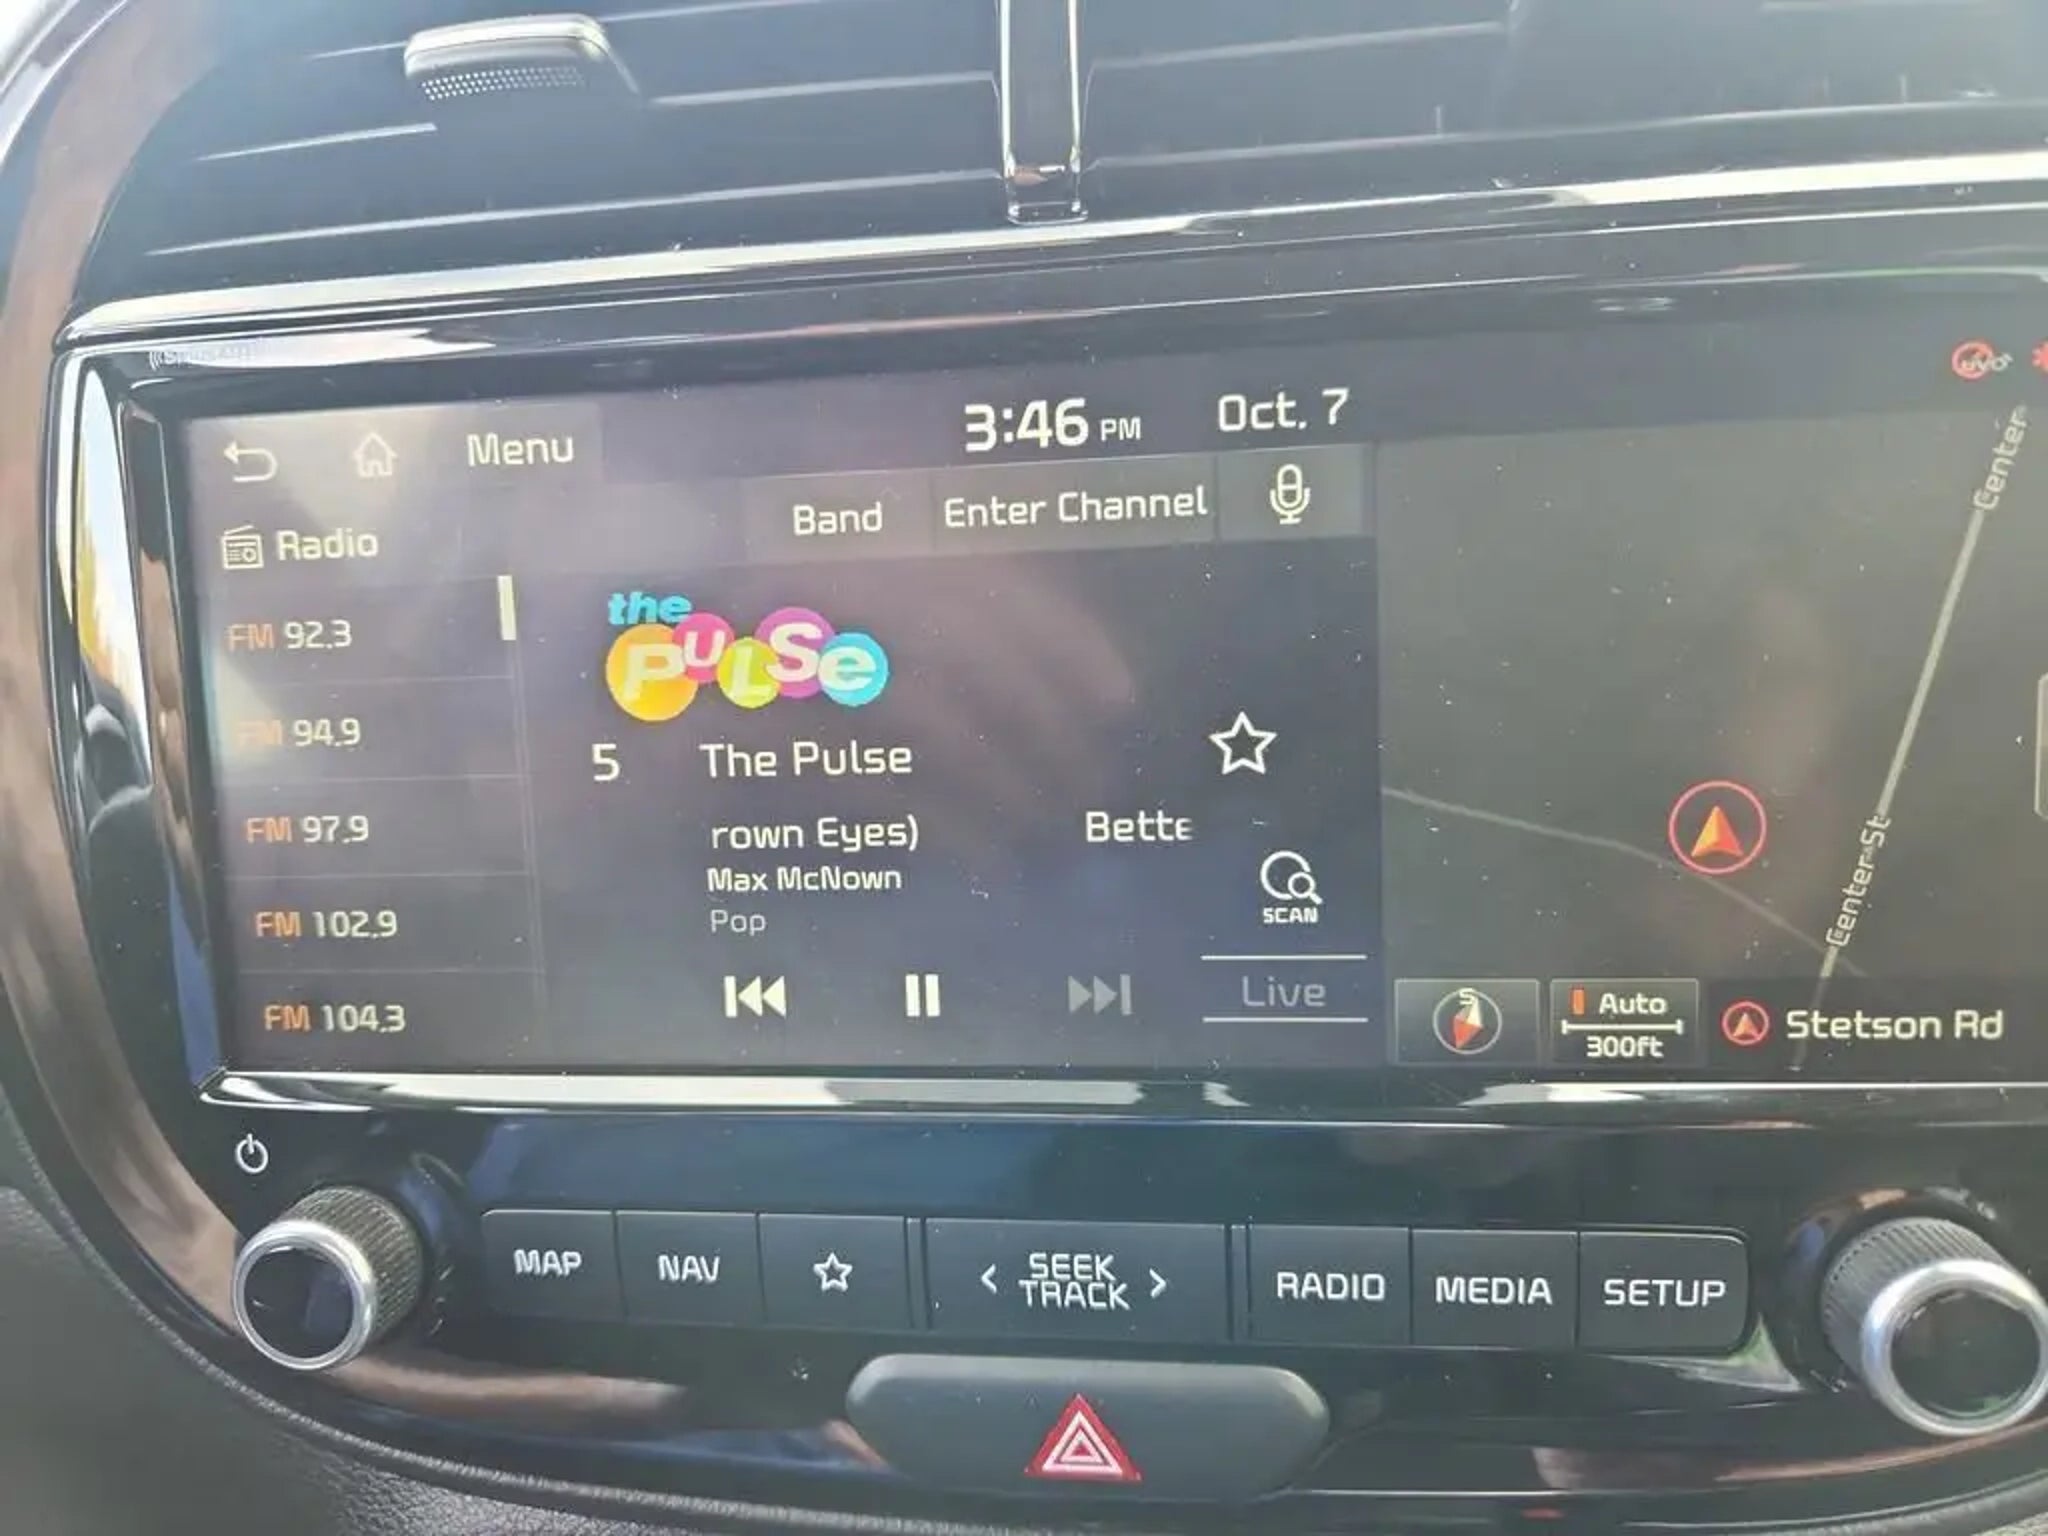 SiriusXM
3:46 PM
Oct. 7
Menu
Band
Enter Channel
Radio
FM 92.3
FM 94.9
FM 97.9
FM 102.9
FM 104.3
the PuLSe
5 The Pulse
rown Eyes) Bette
Max McNown
Pop
SCAN
Live
Center
Center St
S
Auto
300ft
Stetson Rd
MAP
NAV
SEEK
TRACK
RADIO
MEDIA
SETUP